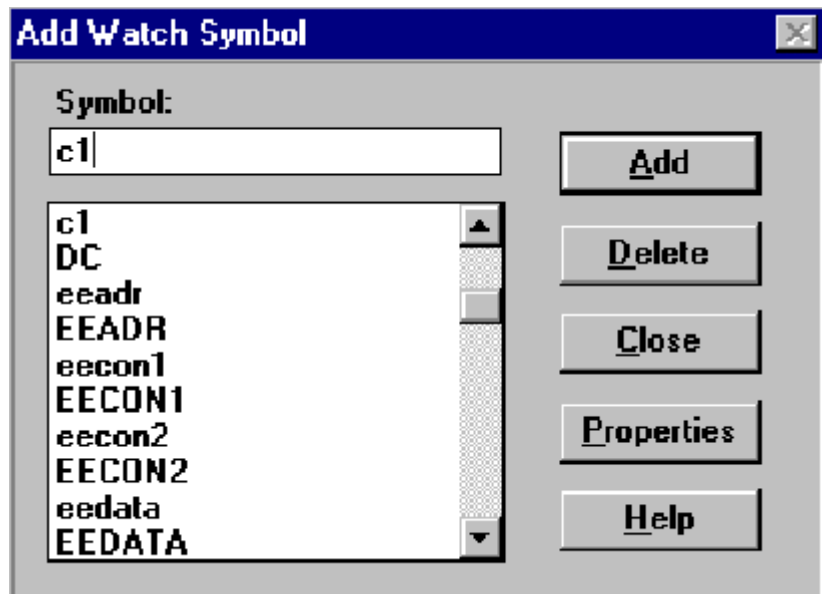 Add Watch Symbol
Symbol:
c1
c1
DC
eeadr
EEADR
eecon1
EECON1
eecon2
EECON2
eedata
EEDATA
Add
Delete
Close
Properties
Help